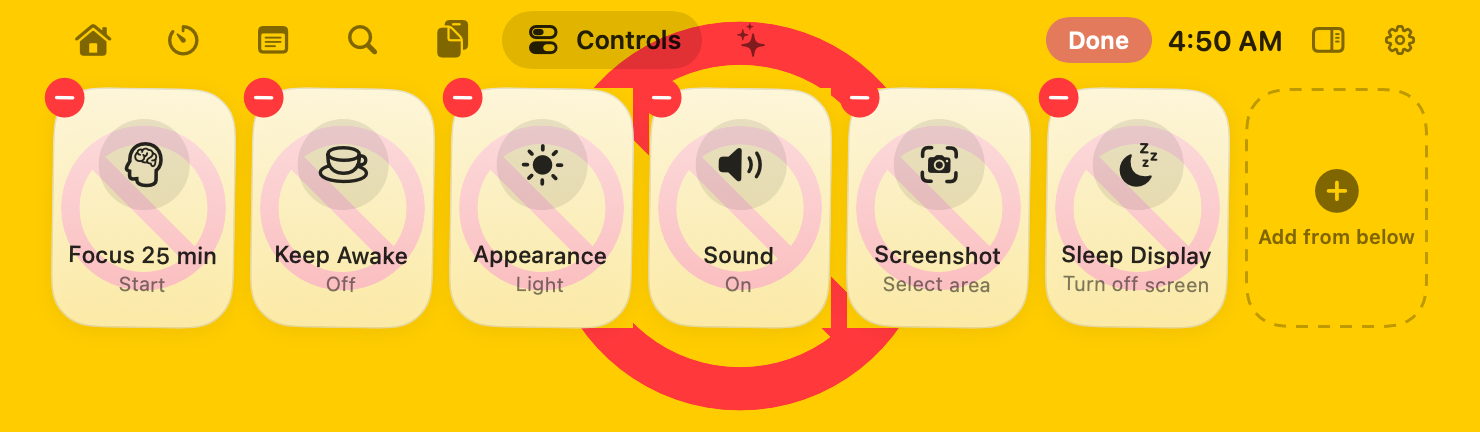 Controls
Done
4:50 AM
Focus 25 min
Start
Keep Awake
Off
Appearance
Light
Sound
On
Screenshot
Select area
Sleep Display
Turn off screen
Add from below